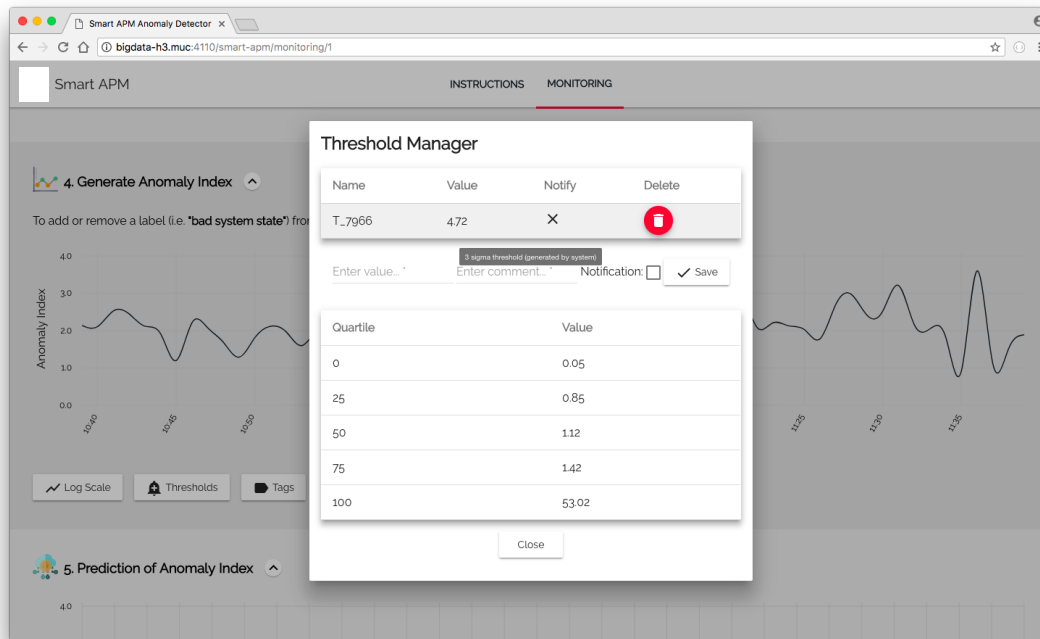 Smart APM Anomaly Detector
bigdata-h3.muc:4110/smart-apm/monitoring/1
Smart APM
INSTRUCTIONS
MONITORING
Threshold Manager
Name Value Notify Delete
T_7966 4.72
3 sigma threshold (generated by system)
Enter value... * Enter comment... * Notification: Save
Quartile Value
0 0.05
25 0.85
50 1.12
75 1.42
100 53.02
Close
4. Generate Anomaly Index
To add or remove a label (i.e. "bad system state") fro
Anomaly Index
4.0
3.0
2.0
1.0
0.0
10:40 10:45 10:50 11:25 11:30 11:35
Log Scale Thresholds Tags
5. Prediction of Anomaly Index
4.0